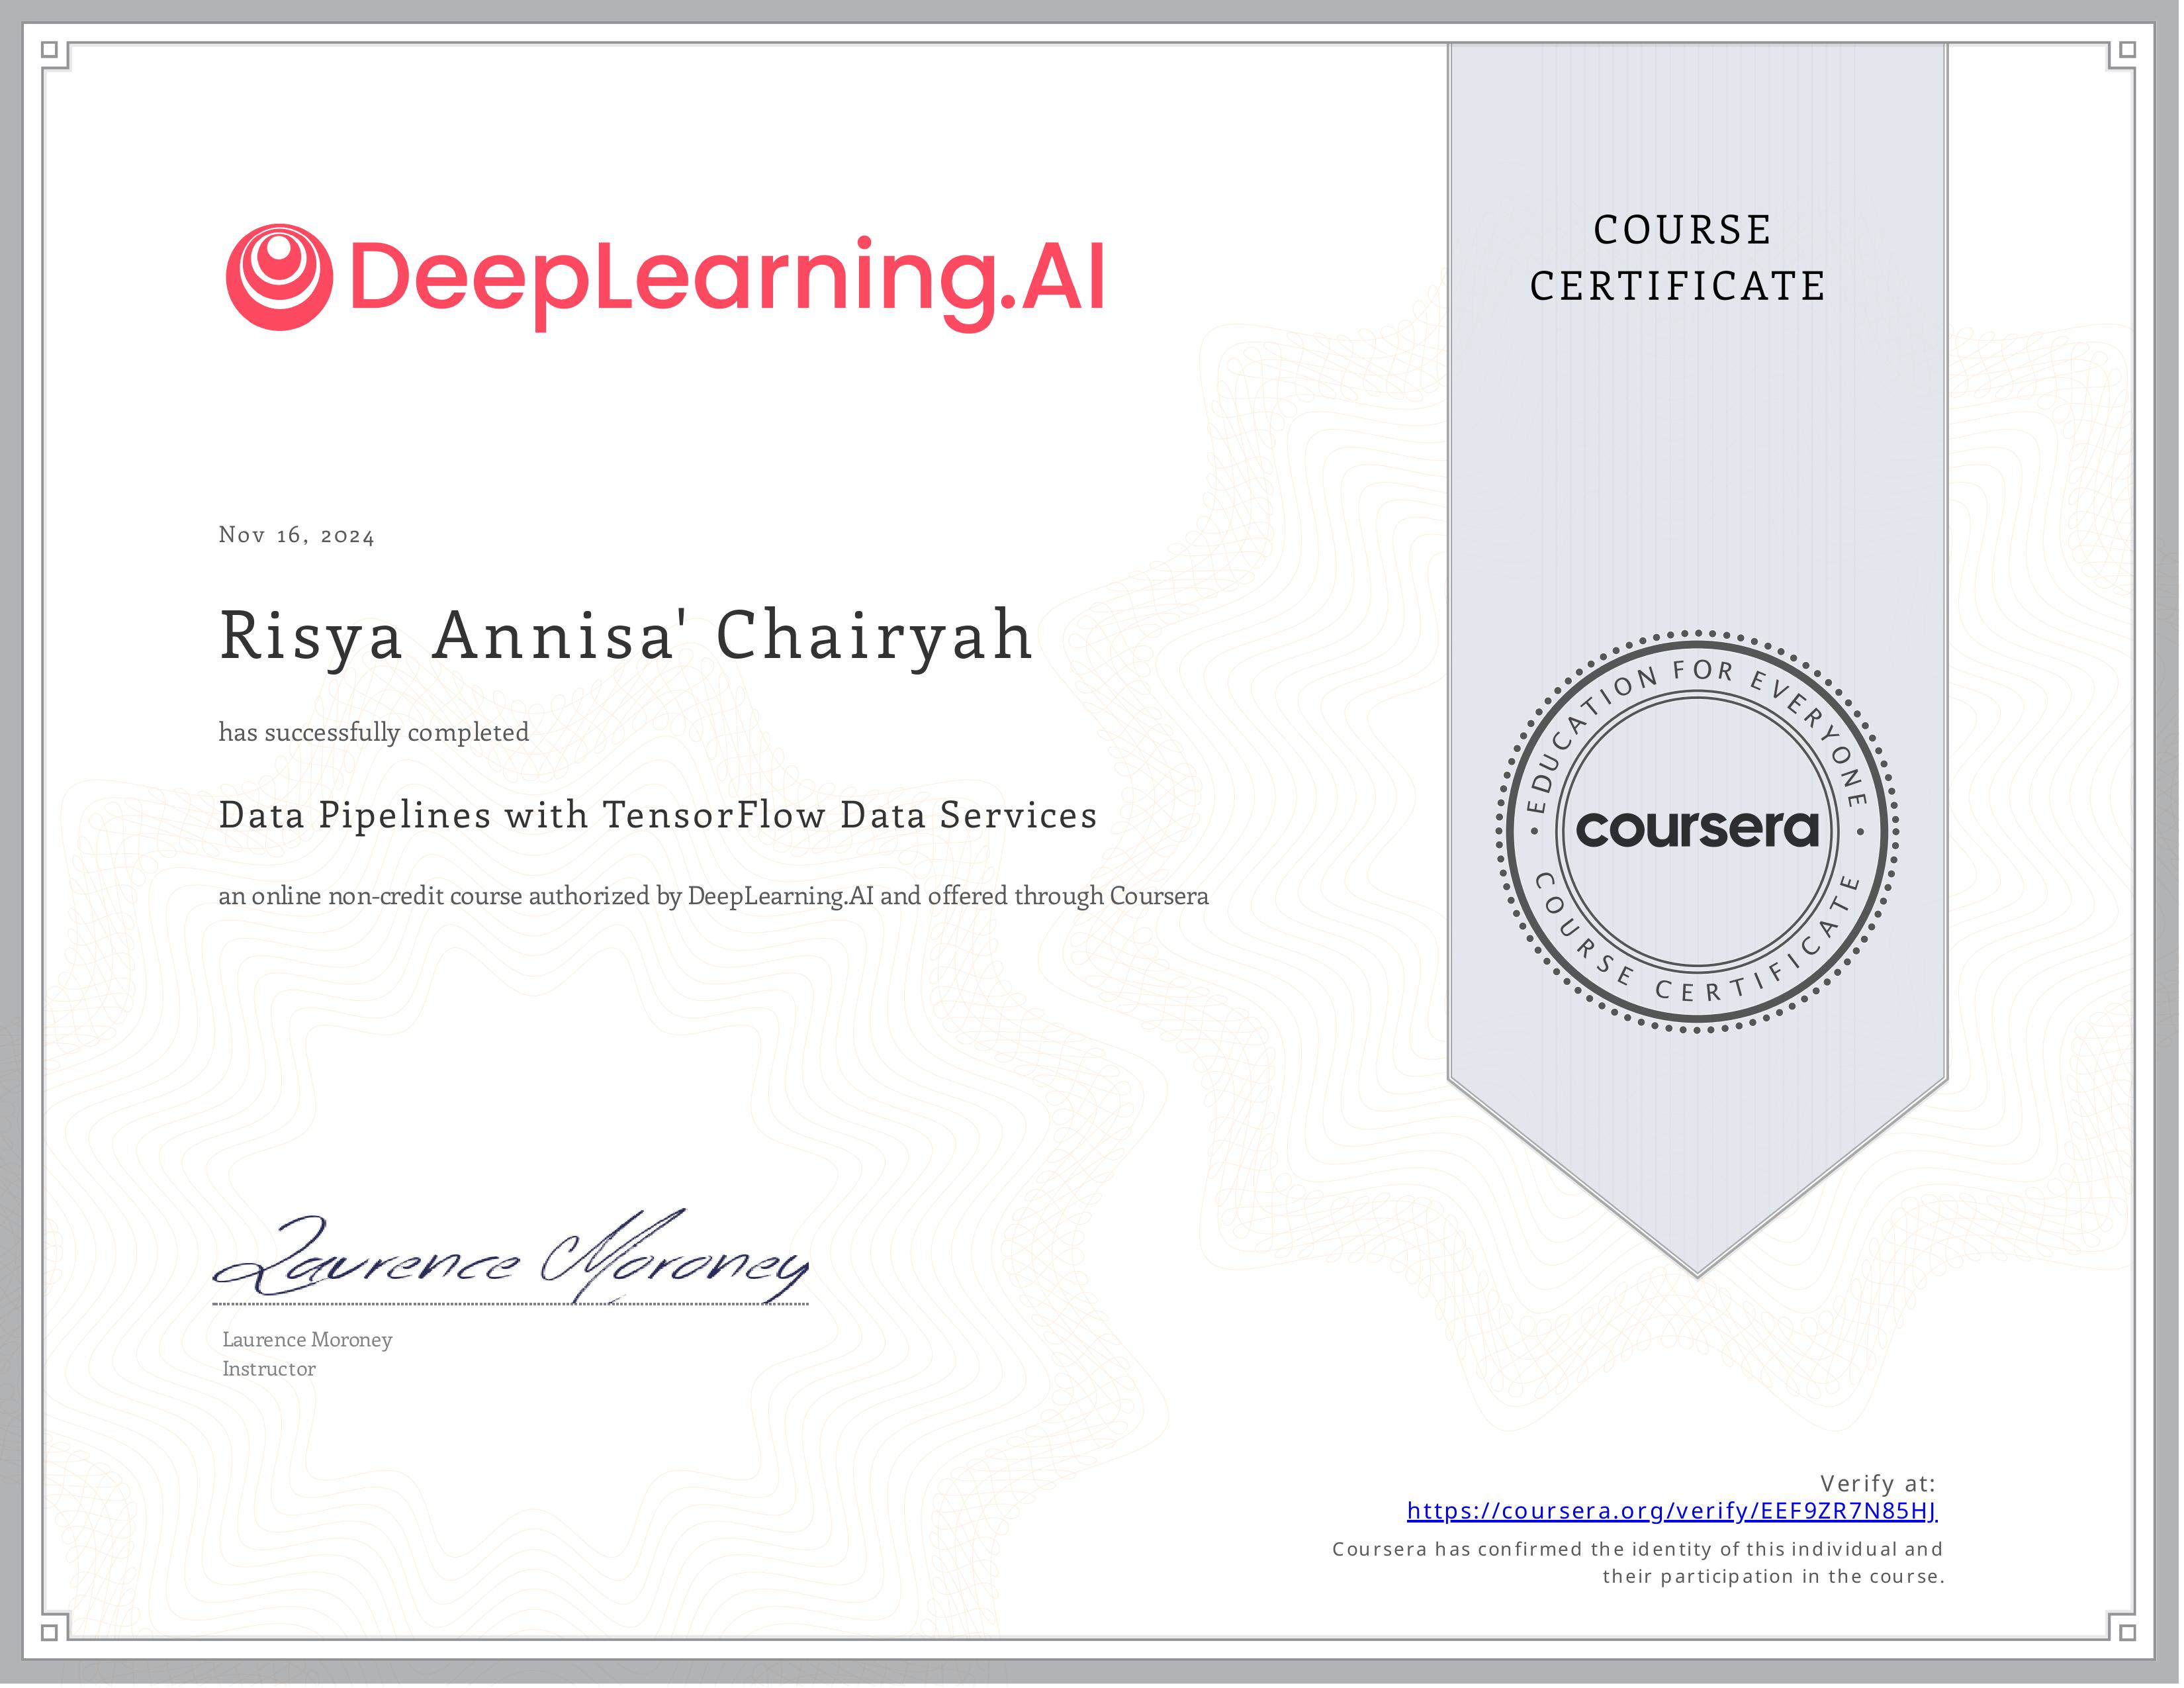 DeepLearning.AI
COURSE
CERTIFICATE
Nov 16, 2024
Risya Annisa' Chairyah
has successfully completed
Data Pipelines with TensorFlow Data Services
an online non-credit course authorized by DeepLearning.AI and offered through Coursera
EDUCATION FOR EVERYONE
coursera
COURSE CERTIFICATE
Laurence Moroney
Laurence Moroney
Instructor
Verify at:
https://coursera.org/verify/EEF9ZR7N85HJ
Coursera has confirmed the identity of this individual and
their participation in the course.